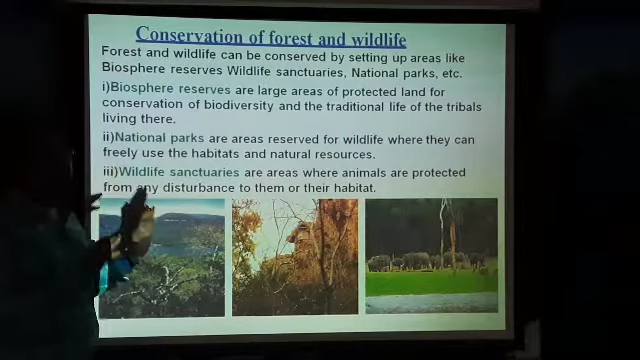 Conservation of forest and wildlife
Forest and wildlife can be conserved by setting up areas like
Biosphere reserves Wildlife sanctuaries, National parks, etc.
i)Biosphere reserves are large areas of protected land for
conservation of biodiversity and the traditional life of the tribals
living there.
ii)National parks are areas reserved for wildlife where they can
freely use the habitats and natural resources.
iii)Wildlife sanctuaries are areas where animals are protected
from any disturbance to them or their habitat.